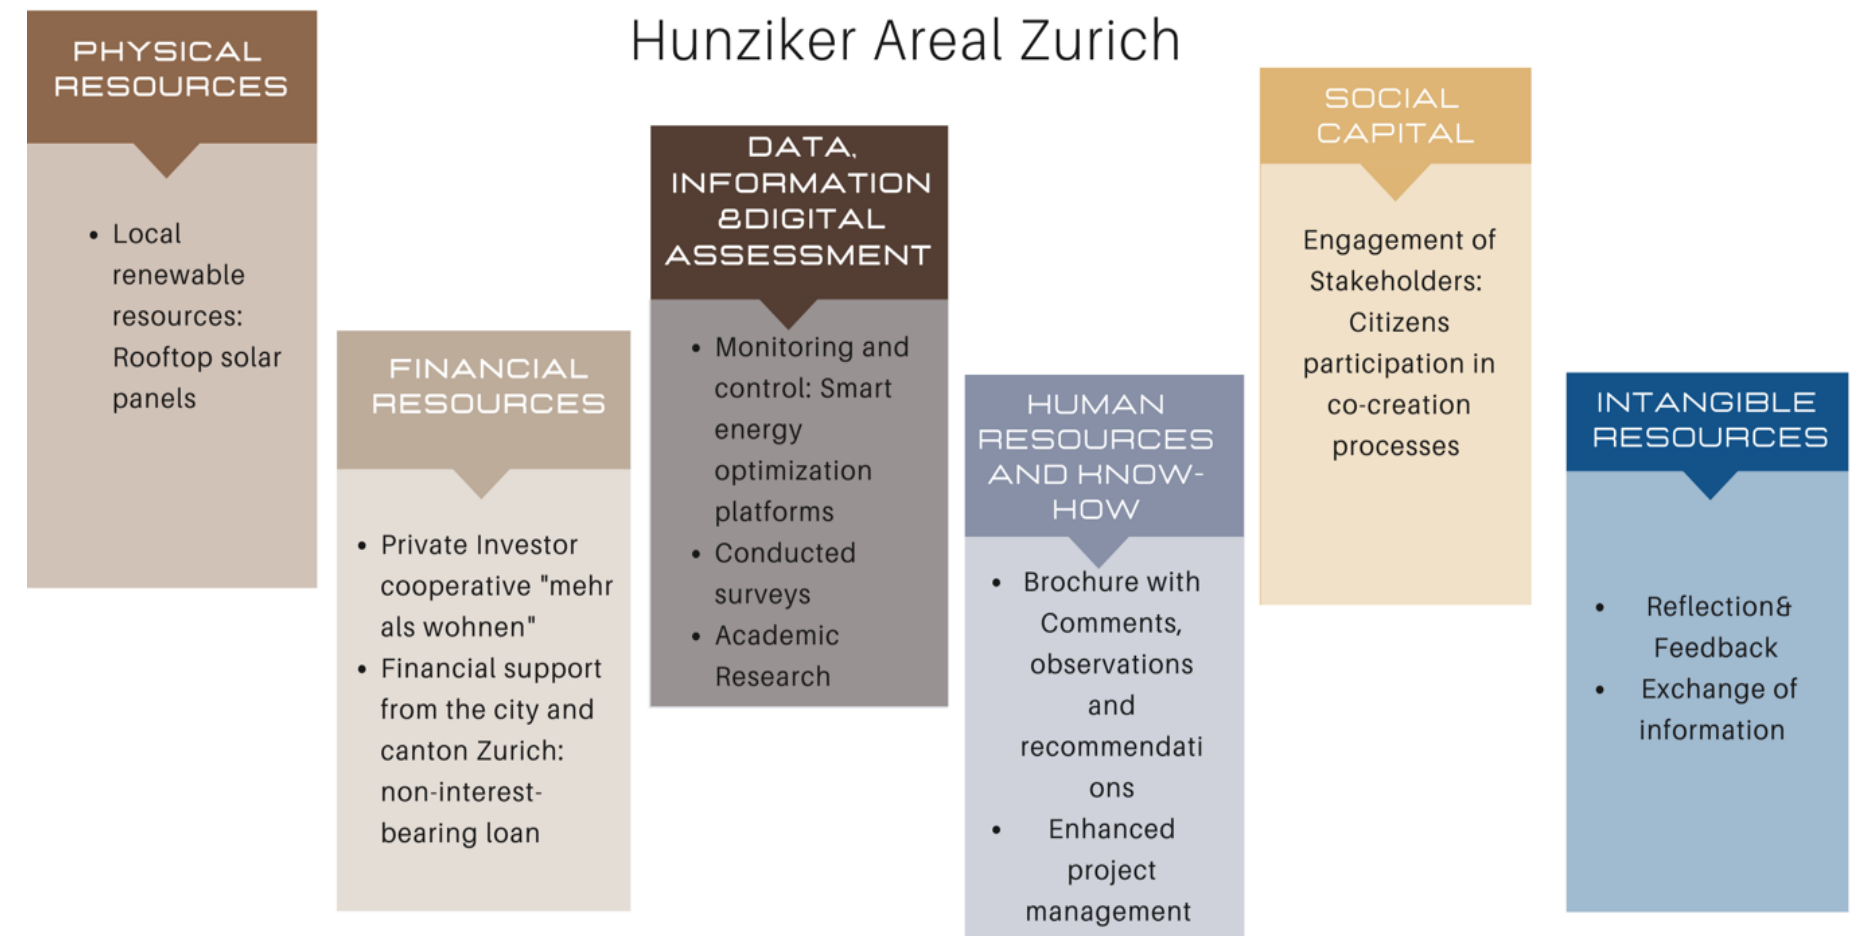 Hunziker Areal Zurich
PHYSICAL
RESOURCES
• Local
renewable
resources:
Rooftop solar
panels
FINANCIAL
RESOURCES
• Private Investor
cooperative "mehr
als wohnen"
• Financial support
from the city and
canton Zurich:
non-interest-
bearing loan
DATA,
INFORMATION
&DIGITAL
ASSESSMENT
• Monitoring and
control: Smart
energy
optimization
platforms
• Conducted
surveys
• Academic
Research
HUMAN
RESOURCES
AND KNOW-
HOW
• Brochure with
Comments,
observations
and
recommendati
ons
• Enhanced
project
management
SOCIAL
CAPITAL
Engagement of
Stakeholders:
Citizens
participation in
co-creation
processes
INTANGIBLE
RESOURCES
• Reflection&
Feedback
• Exchange of
information